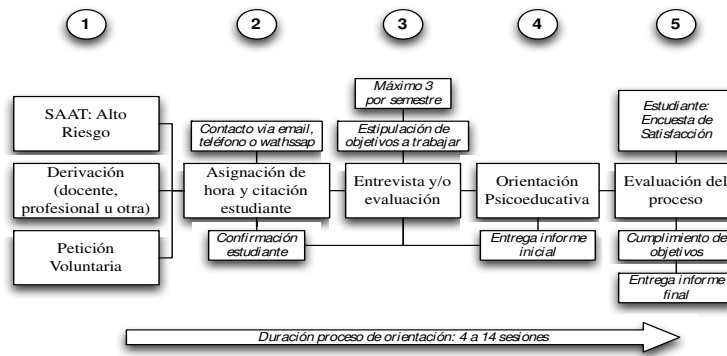 1
2
3
4
5
SAAT: Alto
Riesgo
Derivación
(docente,
profesional u otra)
Petición
Voluntaria
Contacto via email,
teléfono o wathssap
Asignación de
hora y citación
estudiante
Confirmación
estudiante
Máximo 3
por semestre
Estipulación de
objetivos a trabajar
Entrevista y/o
evaluación
Orientación
Psicoeducativa
Entrega informe
inicial
Estudiante:
Encuesta de
Satisfacción
Evaluación del
proceso
Cumplimiento de
objetivos
Entrega informe
final
Duración proceso de orientación: 4 a 14 sesiones